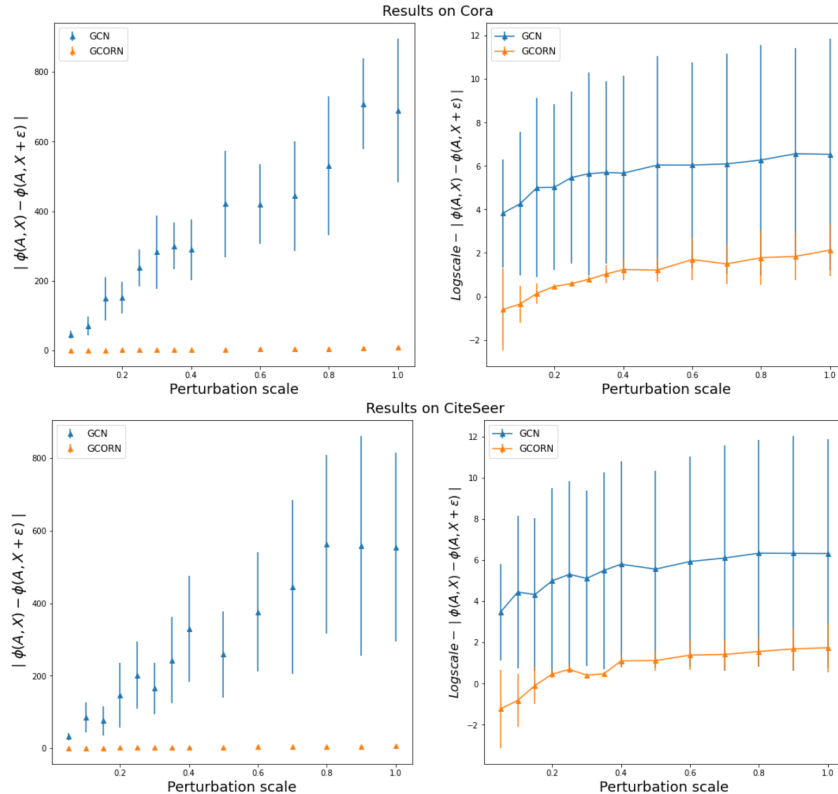 Results on Cora
GCN
GCORN
800
600
400
200
0
| ϕ(A, X) − ϕ(A, X + ε) |
0.2
0.4
0.6
0.8
1.0
Perturbation scale
GCN
GCORN
12
10
8
6
4
2
0
−2
Logscale − | ϕ(A, X) − ϕ(A, X + ε) |
0.2
0.4
0.6
0.8
1.0
Perturbation scale
Results on CiteSeer
GCN
GCORN
800
600
400
200
0
| ϕ(A, X) − ϕ(A, X + ε) |
0.2
0.4
0.6
0.8
1.0
Perturbation scale
GCN
GCORN
12
10
8
6
4
2
0
−2
Logscale − | ϕ(A, X) − ϕ(A, X + ε) |
0.2
0.4
0.6
0.8
1.0
Perturbation scale